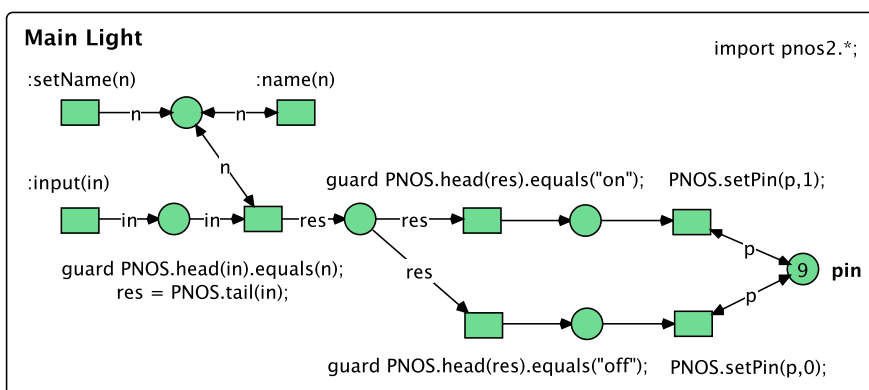 Main Light
import pnos2.*;
:setName(n)
:name(n)
n
n
n
:input(in)
guard PNOS.head(res).equals("on");
PNOS.setPin(p,1);
in
in
res
res
p
guard PNOS.head(in).equals(n);
res = PNOS.tail(in);
res
9
pin
p
guard PNOS.head(res).equals("off");
PNOS.setPin(p,0);